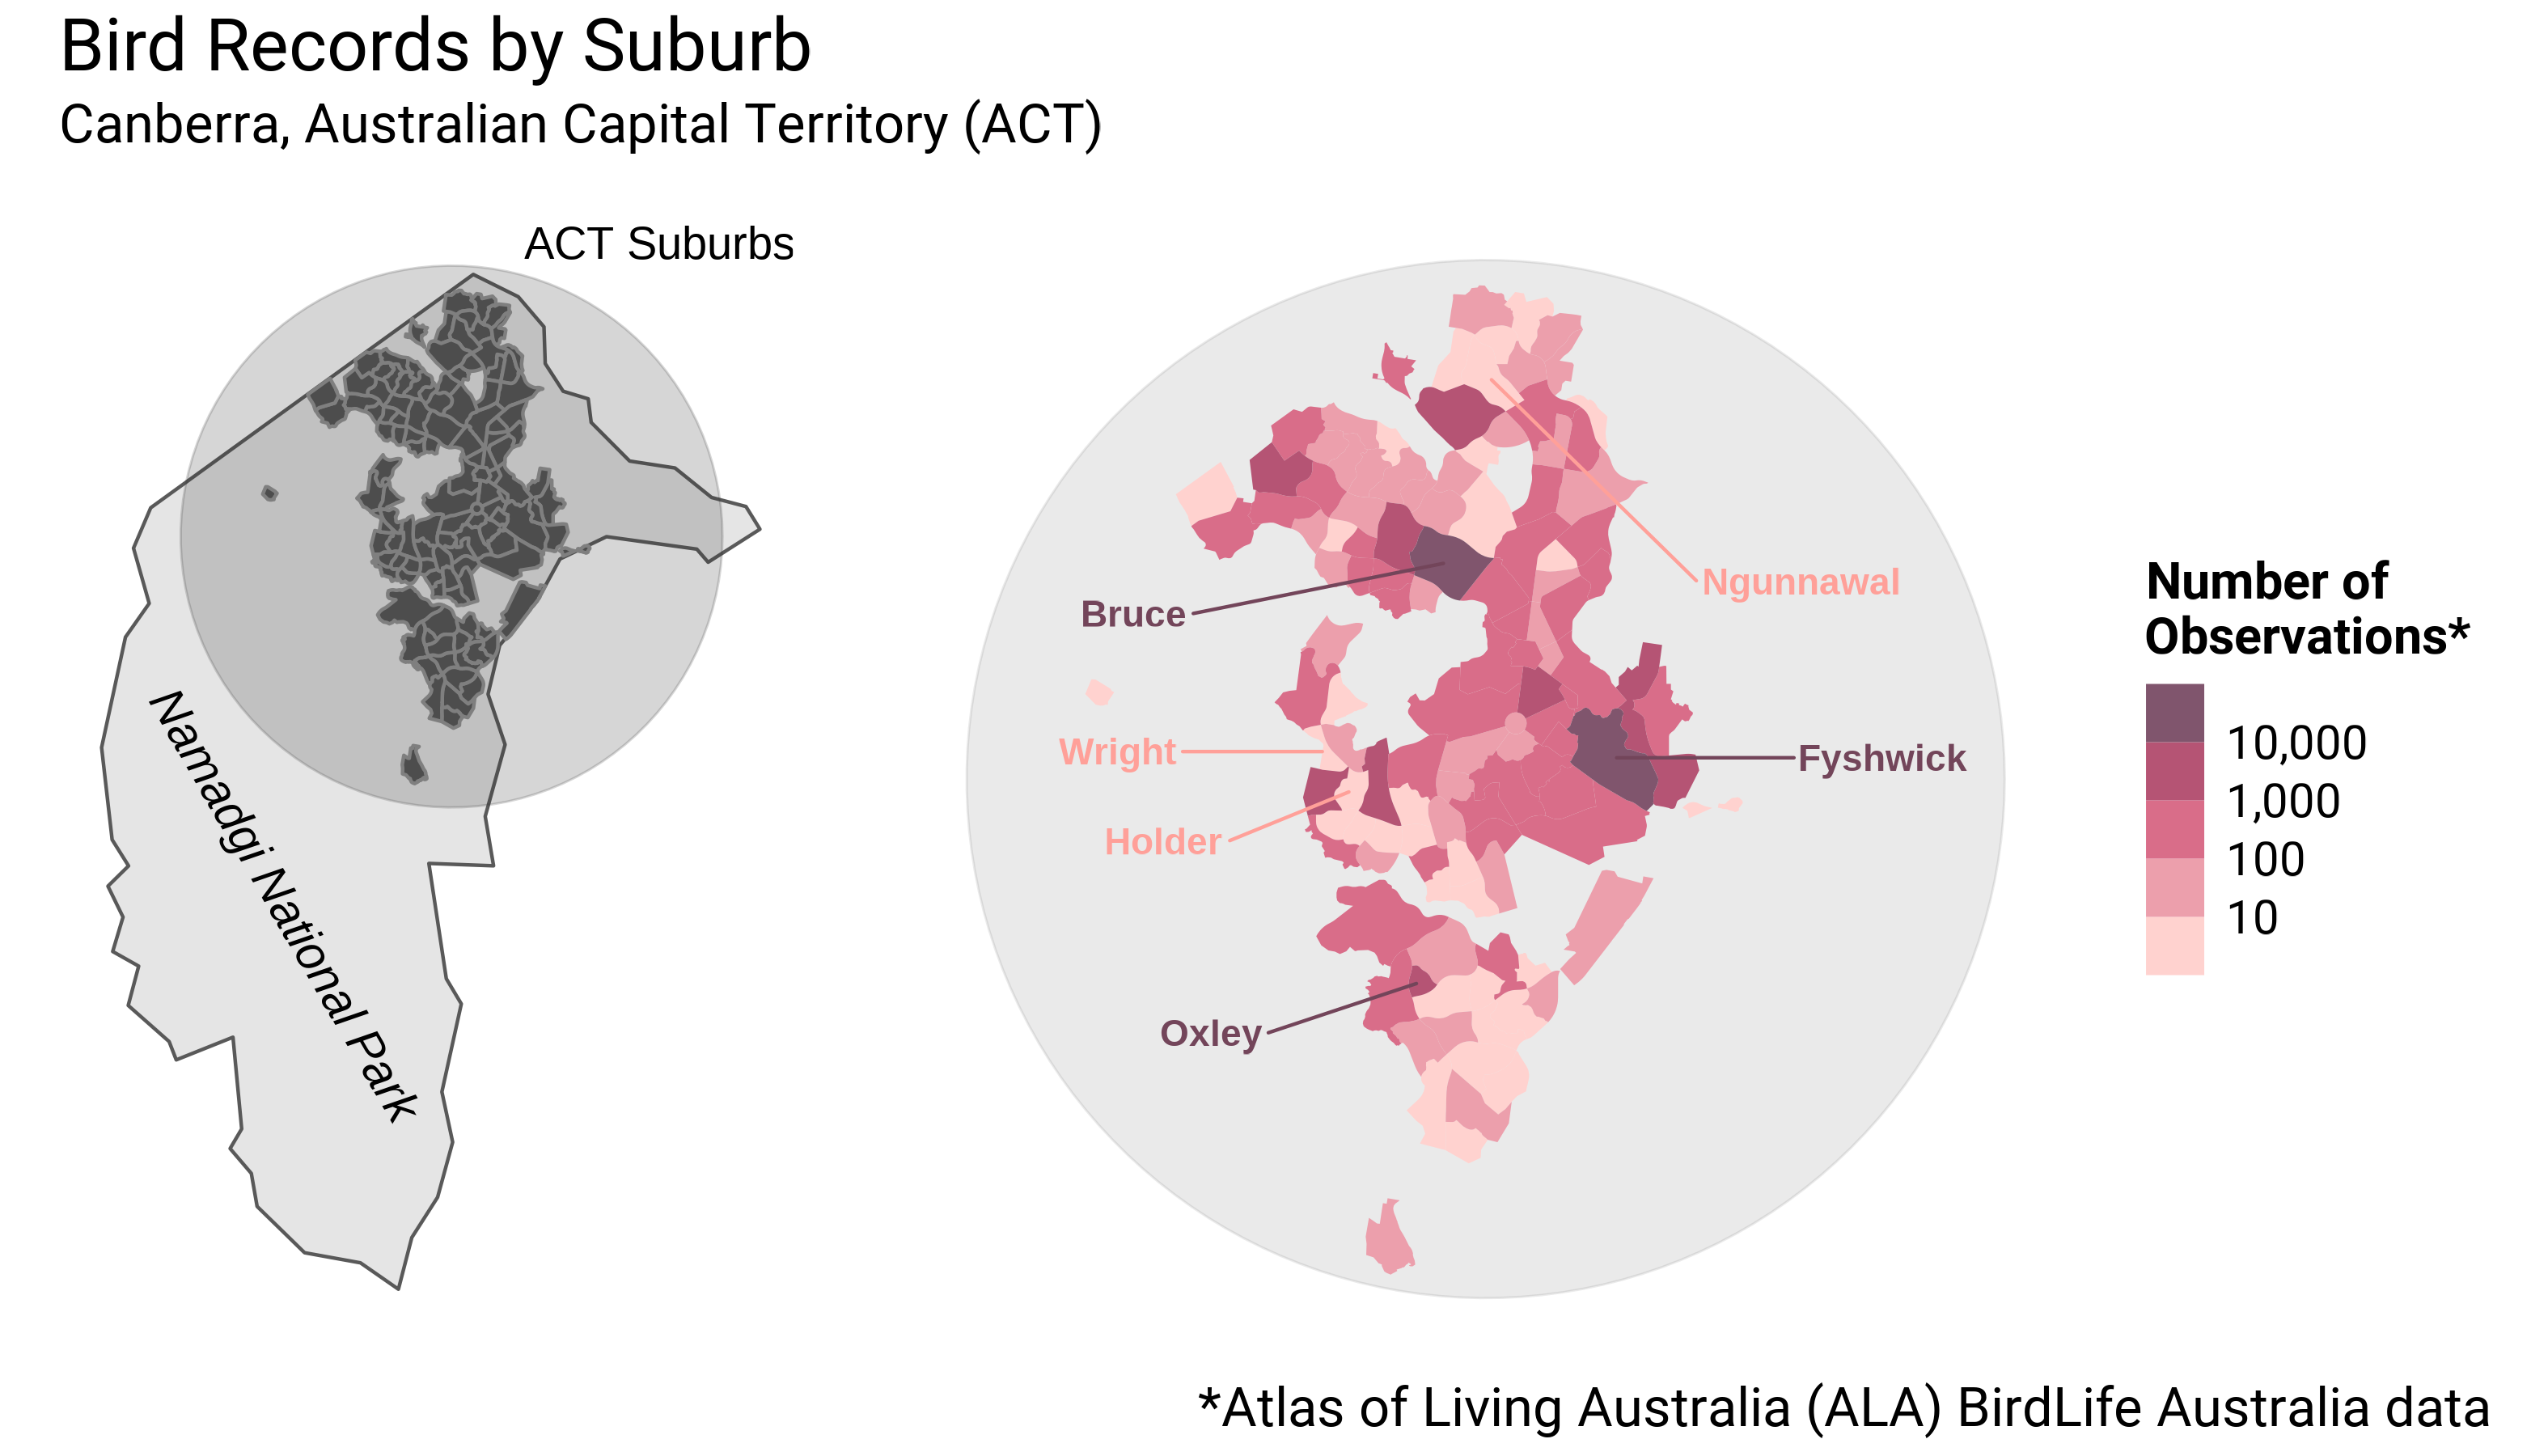 Bird Records by Suburb
Canberra, Australian Capital Territory (ACT)
ACT Suburbs
Namadgi National Park
Ngunnawal
Bruce
Wright
Fyshwick
Holder
Oxley
Number of
Observations*
10,000
1,000
100
10
*Atlas of Living Australia (ALA) BirdLife Australia data